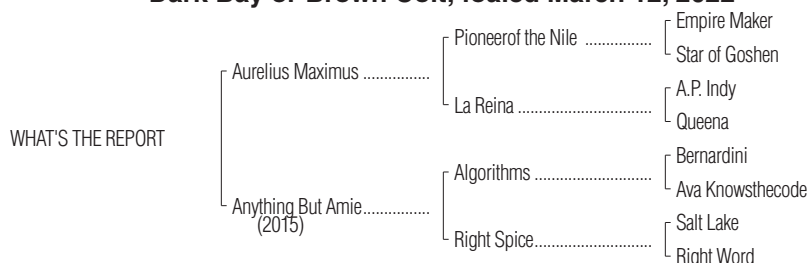 Dark Bay or Brown Colt; foaled March 12, 2022
Empire Maker
Pioneerof the Nile ................
Star of Goshen
Aurelius Maximus ................
A.P. Indy
La Reina ................................
Queena
WHAT'S THE REPORT
Bernardini
Algorithms ............................
Ava Knowsthecode
Anything But Amie................
(2015)
Salt Lake
Right Spice............................
Right Word